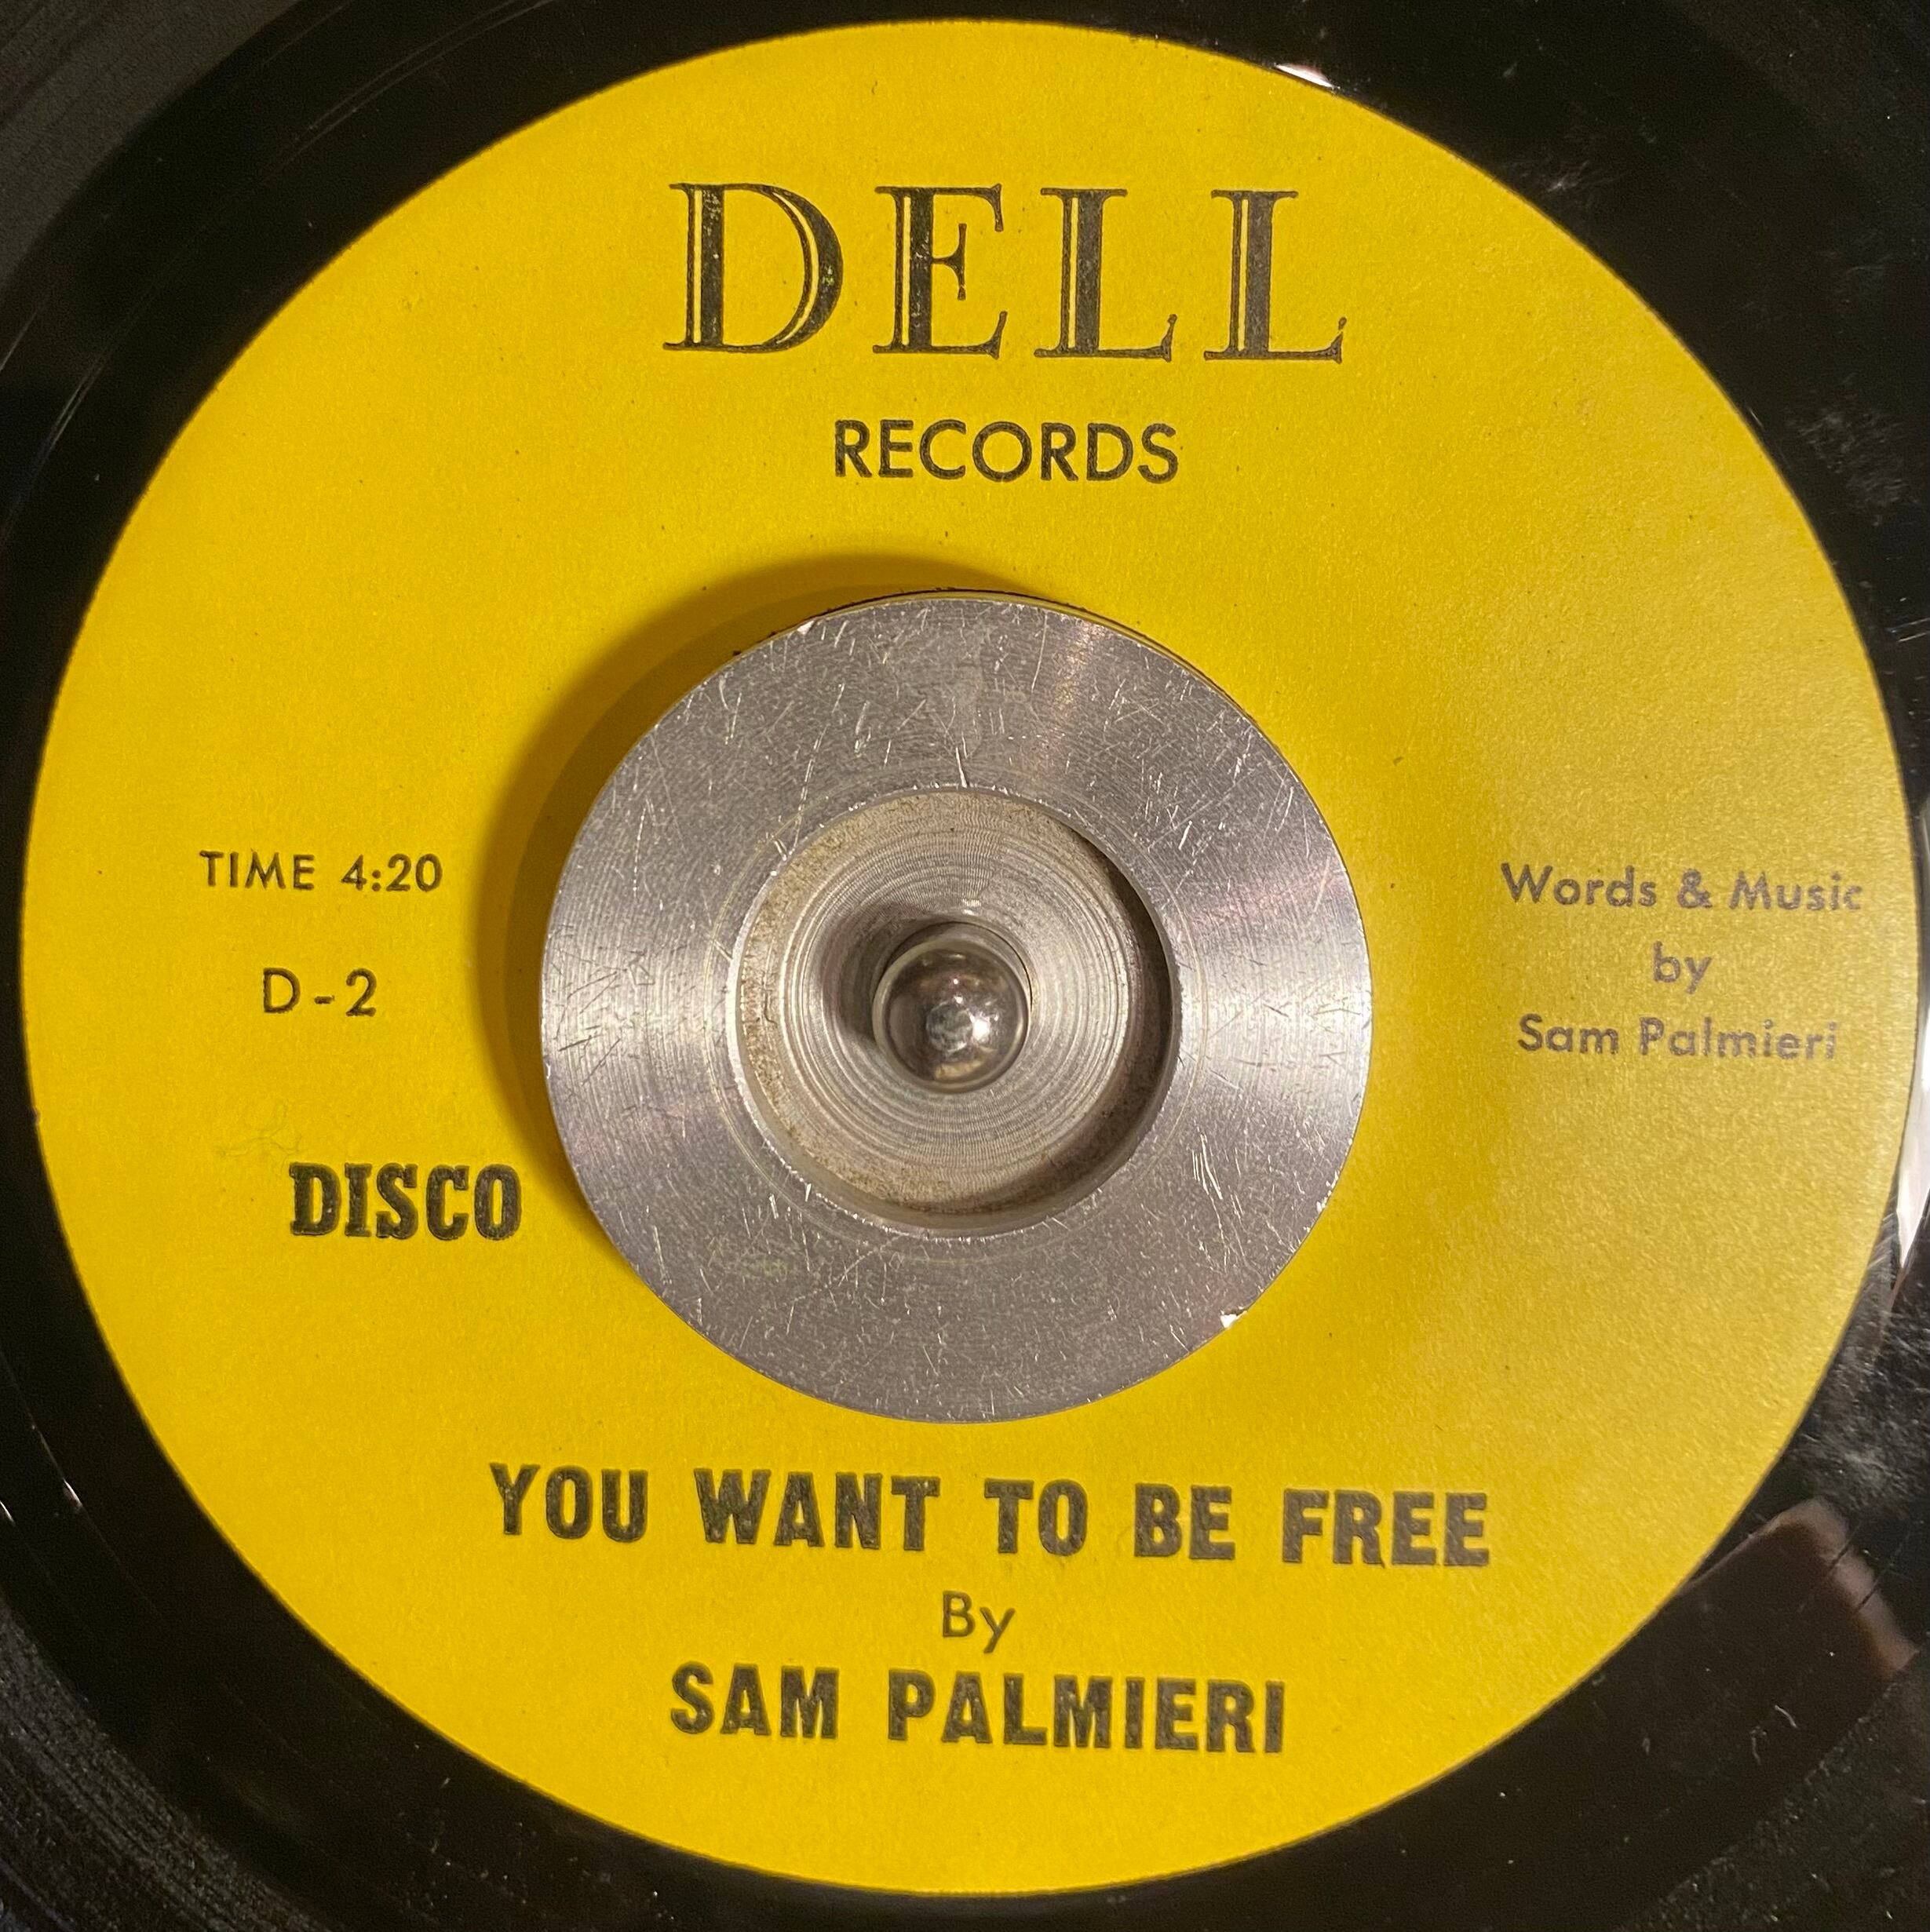 DELL
RECORDS
TIME 4:20
D-2
Words & Music
by
Sam Palmieri
DISCO
YOU WANT TO BE FREE
By
SAM PALMIERI